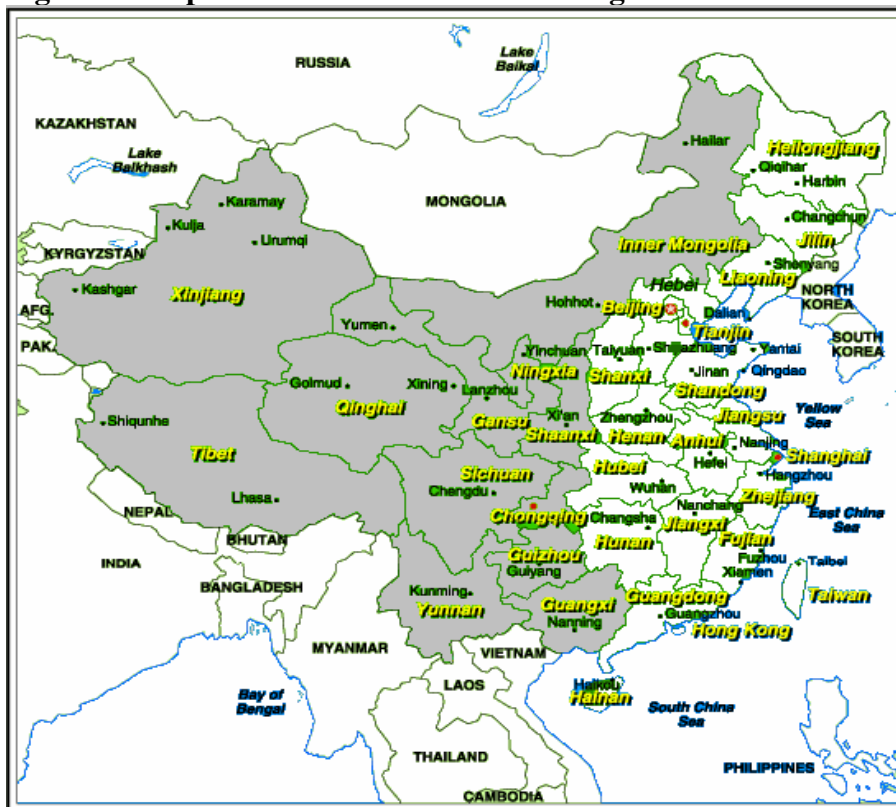 RUSSIA
Lake
Baikal
KAZAKHSTAN
Lake
Balkhash
Hailar
Heilongjiang
Qiqihar
Harbin
Karamay
MONGOLIA
Kulja
Changchun
Urumqi
Jilin
KYRGYZSTAN
Inner Mongolia
Shenyang
Liaoning
Hebei
Kashgar
Xinjiang
NORTH
KOREA
AFG.
Hohhot
Beijing
Dalian
Yumen
Tianjin
SOUTH
KOREA
PAK.
Yinchuan
Taiyuan
Shijiazhuang
Yantai
Ningxia
Shanxi
Jinan
Qingdao
Golmud
Xining
Lanzhou
Shandong
Qinghai
Yellow
Sea
Shiqunhe
Gansu
Xi'an
Zhengzhou
Jiangsu
Shaanxi
Henan
Anhui
Nanjing
Tibet
Hefei
Shanghai
Sichuan
Hubei
Hangzhou
Chengdu
Wuhan
Lhasa
Zhejiang
NEPAL
Chongqing
Changsha
Nanchang
East China
Sea
Jiangxi
BHUTAN
Hunan
Fujian
INDIA
Guizhou
Guiyang
Fuzhou
Taibei
BANGLADESH
Xiamen
Kunming
Yunnan
Guangxi
Guangdong
Taiwan
Guangzhou
Nanning
Hong Kong
MYANMAR
VIETNAM
LAOS
Haikou
Hainan
Bay of
Bengal
South China
Sea
THAILAND
PHILIPPINES
CAMBODIA